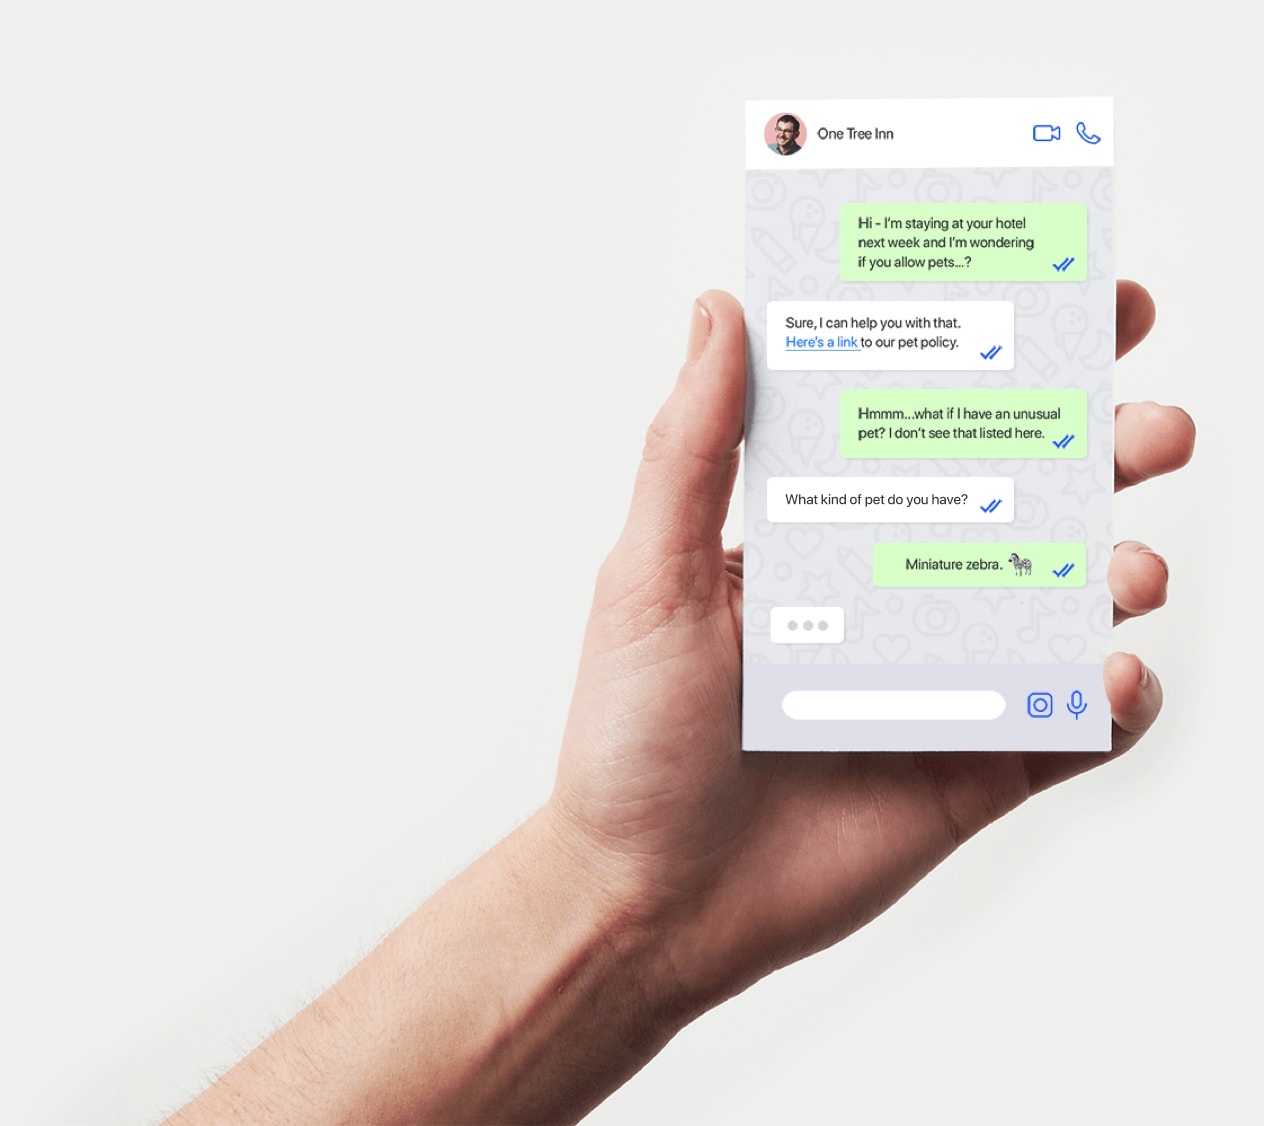 One Tree Inn
Hi - I’m staying at your hotel
next week and I’m wondering
if you allow pets...?
Sure, I can help you with that.
Here’s a link to our pet policy.
Hmmm...what if I have an unusual
pet? I don’t see that listed here.
What kind of pet do you have?
Miniature zebra. 🦓